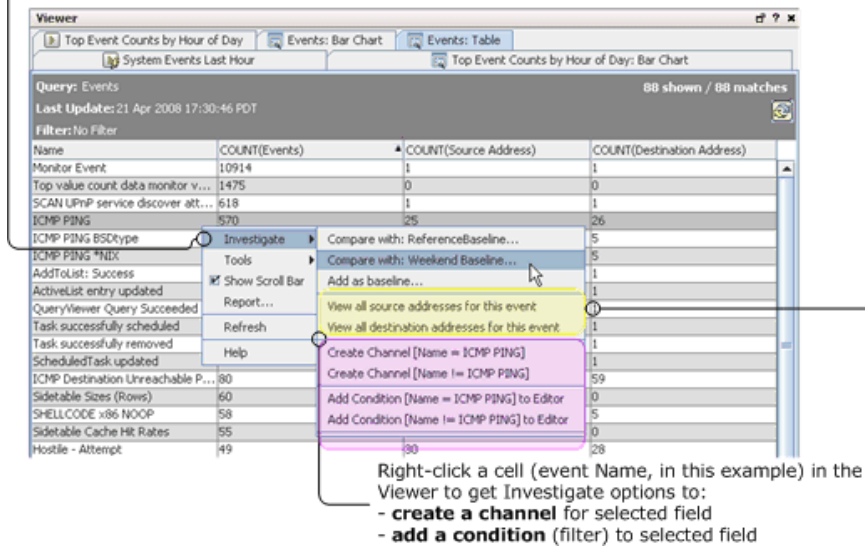 Viewer
Top Event Counts by Hour of Day Events: Bar Chart Events: Table
System Events Last Hour Top Event Counts by Hour of Day: Bar Chart
Query: Events 88 shown / 88 matches
Last Update: 21 Apr 2008 17:30:46 PDT
Filter: No Filter
Name COUNT(Events) COUNT(Source Address) COUNT(Destination Address)
Monitor Event 10914 1 1
Top value count data monitor v... 1475 0 0
SCAN UPnP service discover att... 618 1 1
ICMP PING 570 25 26
ICMP PING BSDtype 5
ICMP PING *NIX 5
AddToList: Success 1
ActiveList entry updated 1
QueryViewer Query Succeeded 1
Task successfully scheduled 1
Task successfully removed 1
ScheduledTask updated 1
ICMP Destination Unreachable P... 80 59
Sidetable Sizes (Rows) 60 0
SHELLCODE x86 NOOP 58 5
Sidetable Cache Hit Rates 55 0
Hostile - Attempt 49 30 28
Investigate
Tools
Show Scroll Bar
Report...
Refresh
Help
Compare with: ReferenceBaseline...
Compare with: Weekend Baseline...
Add as baseline...
View all source addresses for this event
View all destination addresses for this event
Create Channel [Name = ICMP PING]
Create Channel [Name != ICMP PING]
Add Condition [Name = ICMP PING] to Editor
Add Condition [Name != ICMP PING] to Editor
Right-click a cell (event Name, in this example) in the
Viewer to get Investigate options to:
- create a channel for selected field
- add a condition (filter) to selected field